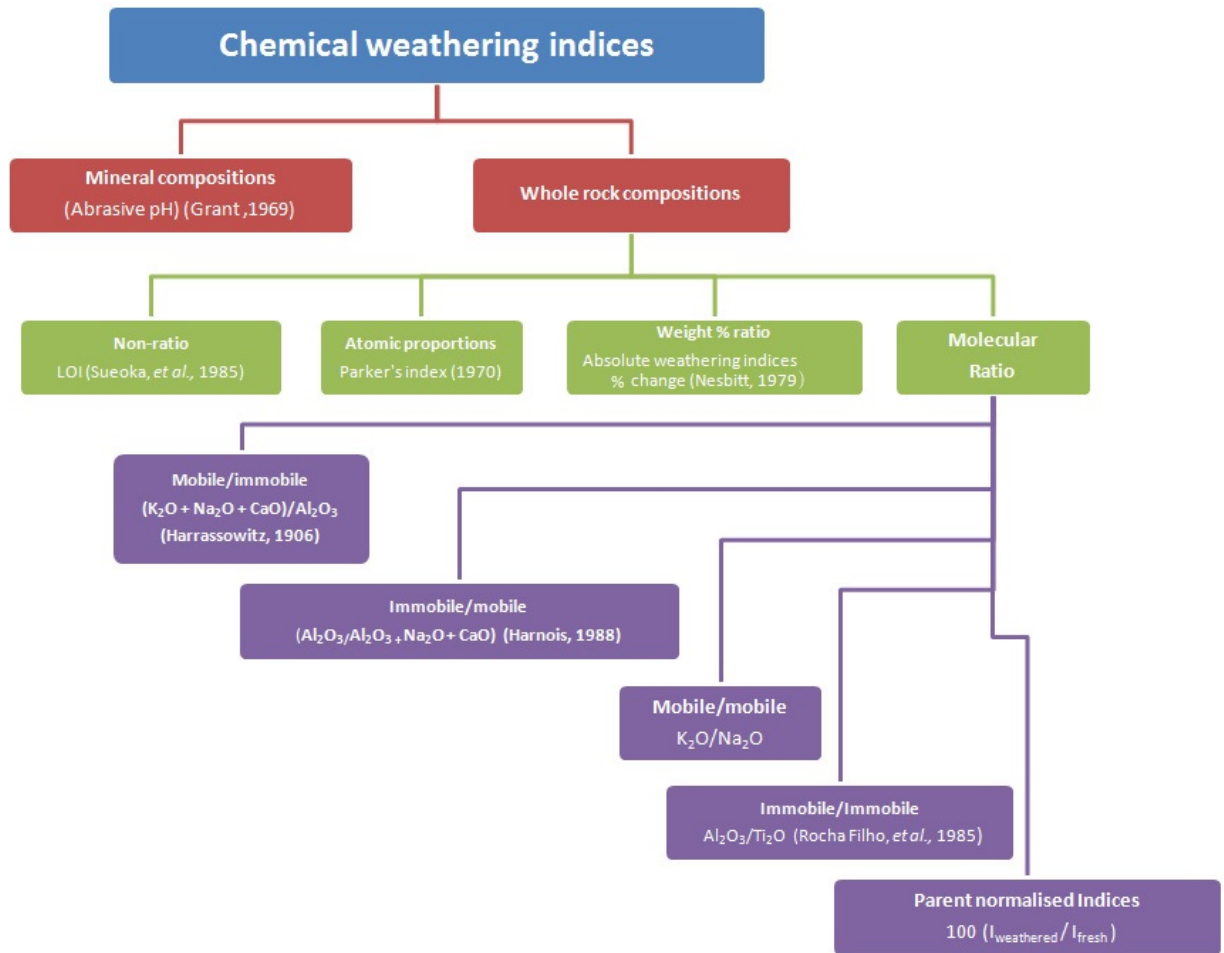 Chemical weathering indices
Mineral compositions
(Abrasive pH) (Grant ,1969)
Whole rock compositions
Non-ratio
LOI (Sueoka, et al., 1985)
Atomic proportions
Parker's index (1970)
Weight % ratio
Absolute weathering indices
% change (Nesbitt, 1979)
Molecular
Ratio
Mobile/immobile
(K₂O + Na₂O + CaO)/Al₂O₃
(Harrassowitz, 1906)
Immobile/mobile
(Al₂O₃/Al₂O₃ + Na₂O + CaO) (Harnois, 1988)
Mobile/mobile
K₂O/Na₂O
Immobile/Immobile
Al₂O₃/Ti₂O (Rocha Filho, et al., 1985)
Parent normalised Indices
100 (I weathered / I fresh )